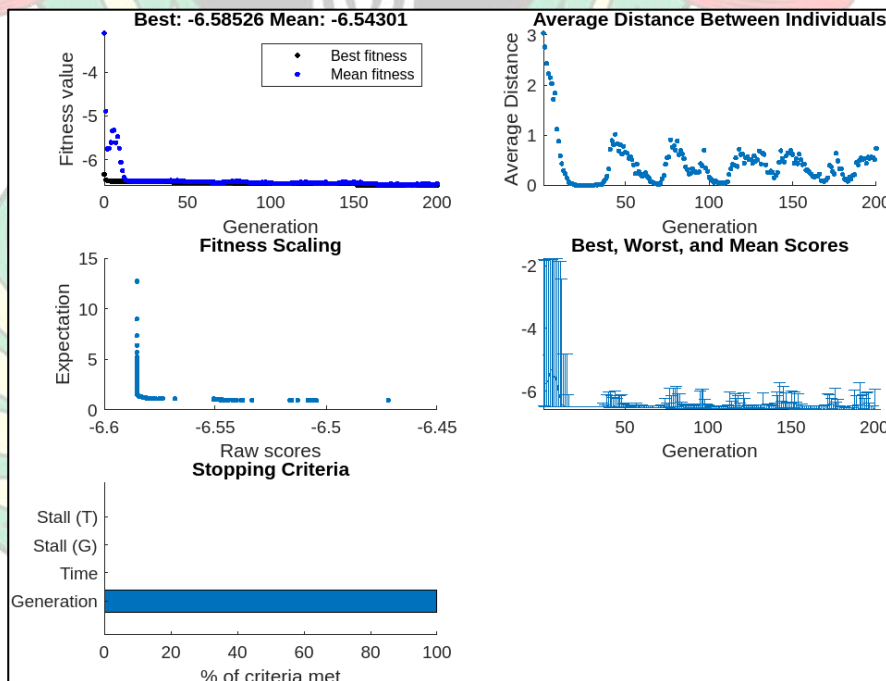 Best: -6.58526 Mean: -6.54301
Fitness value
-4
-5
-6
Best fitness
Mean fitness
0
50
100
150
200
Generation
Average Distance Between Individuals
Average Distance
3
2
1
0
50
100
150
200
Generation
Fitness Scaling
Expectation
15
10
5
0
-6.6
-6.55
-6.5
-6.45
Raw scores
Best, Worst, and Mean Scores
-2
-4
-6
50
100
150
200
Generation
Stopping Criteria
Stall (T)
Stall (G)
Time
Generation
0
20
40
60
80
100
% of criteria met